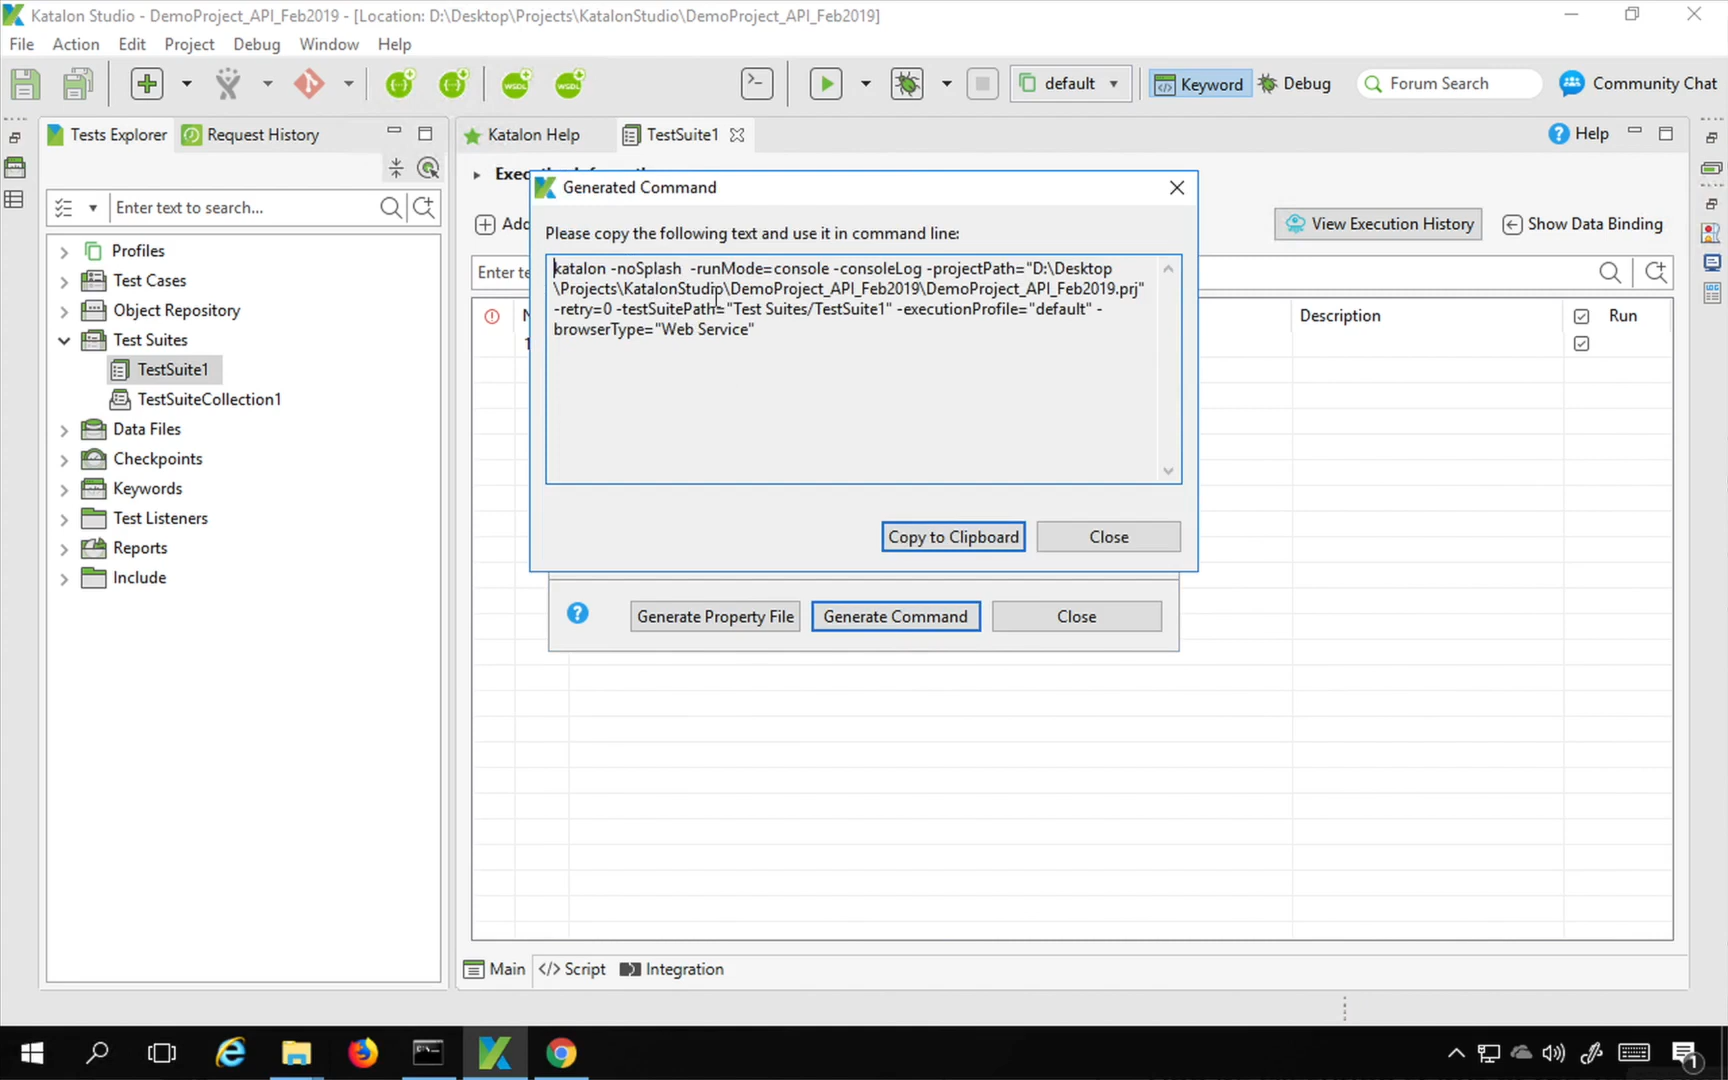 Katalon Studio - DemoProject_API_Feb2019 - [Location: D:\Desktop\Projects\KatalonStudio\DemoProject_API_Feb2019]
File Action Edit Project Debug Window Help
default Keyword Debug Forum Search Community Chat
Tests Explorer Request History Katalon Help TestSuite1 Help
Generated Command
Enter text to search...
View Execution History Show Data Binding
Please copy the following text and use it in command line:
katalon -noSplash  -runMode=console -consoleLog -projectPath="D:\Desktop
\Projects\KatalonStudio\DemoProject_API_Feb2019\DemoProject_API_Feb2019.prj"
-retry=0 -testSuitePath="Test Suites/TestSuite1" -executionProfile="default" -
browserType="Web Service"
Copy to Clipboard Close
Generate Property File Generate Command Close
Description Run
Profiles
Test Cases
Object Repository
Test Suites
TestSuite1
TestSuiteCollection1
Data Files
Checkpoints
Keywords
Test Listeners
Reports
Include
Main </> Script Integration
1